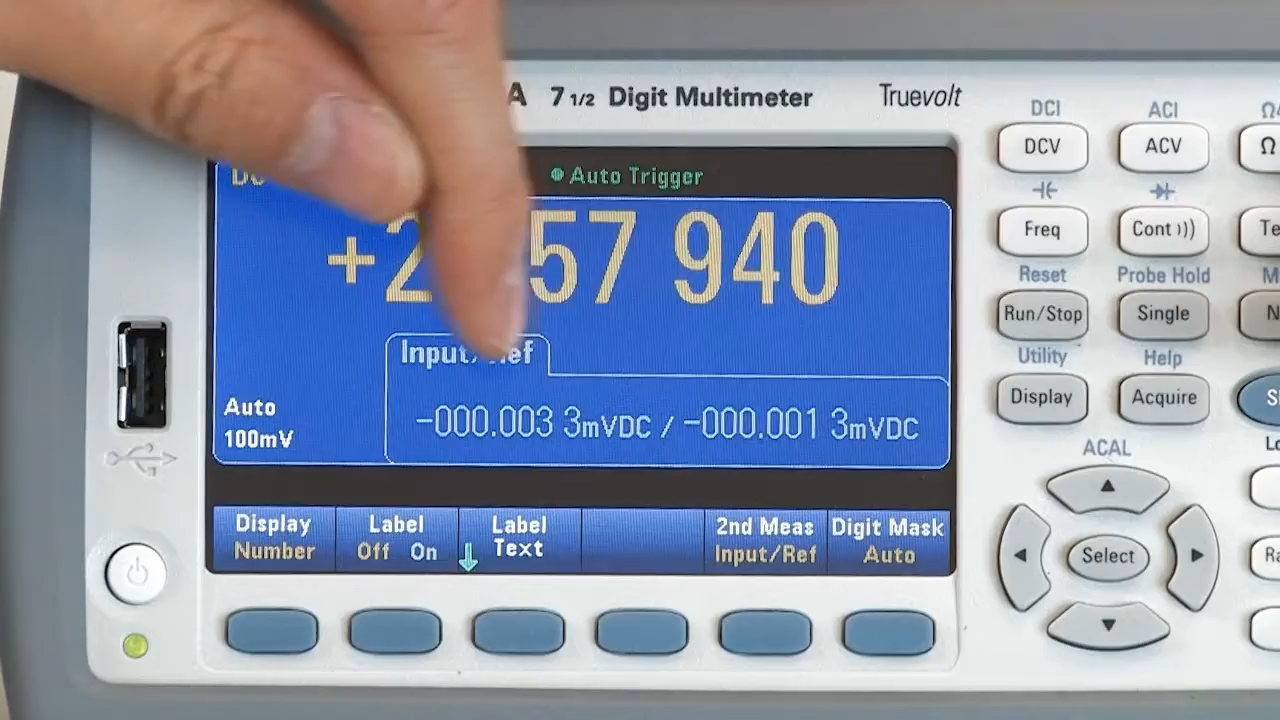 A 7 1/2 Digit Multimeter Truevolt
Auto Trigger
57 940
Auto
100mV
-000.003 3mVDC / -000.001 3mVDC
Display Label Label 2nd Meas Digit Mask
Number Off On Text Input/Ref Auto
DCI ACI
DCV ACV Ω
Freq Cont
Reset Probe Hold
Run/Stop Single
Utility Help
Display Acquire
ACAL
Select